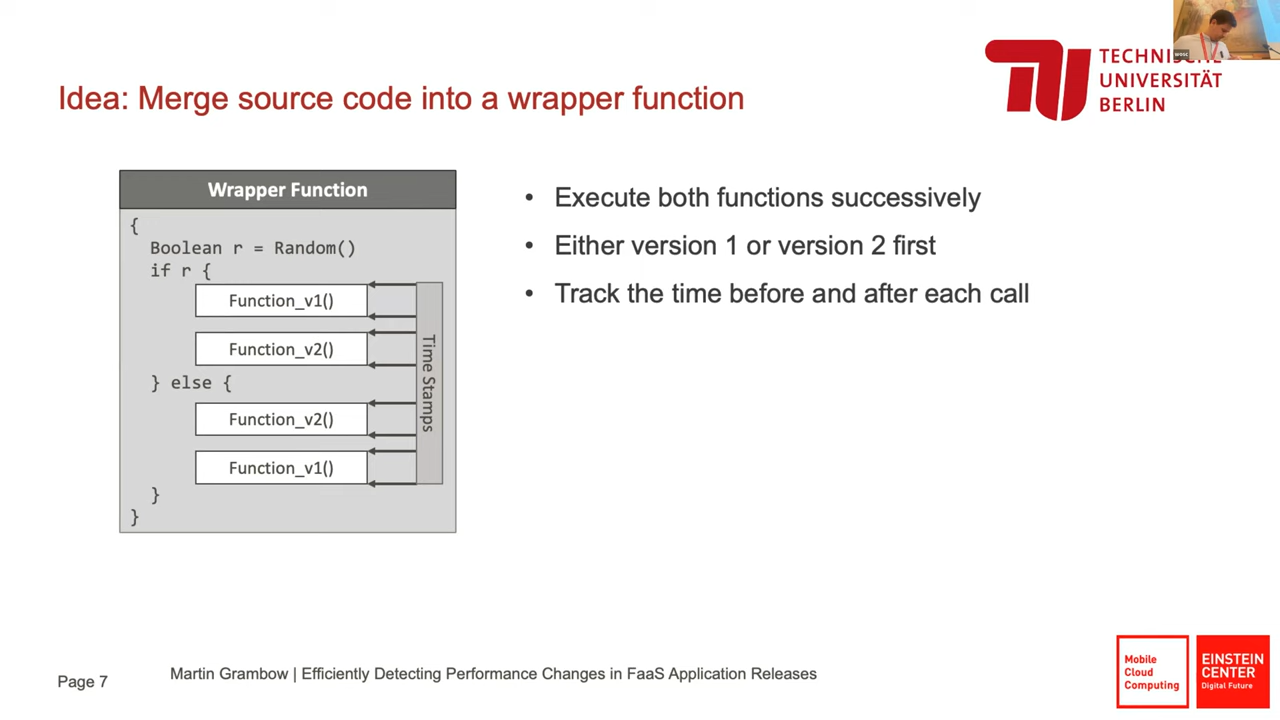 wosc
TECHNISCHE
UNIVERSITÄT
BERLIN
Idea: Merge source code into a wrapper function
Wrapper Function
{
Boolean r = Random()
if r {
Function_v1()
Function_v2()
} else {
Function_v2()
Function_v1()
}
}
Time Stamps
• Execute both functions successively
• Either version 1 or version 2 first
• Track the time before and after each call
Page 7
Martin Grambow | Efficiently Detecting Performance Changes in FaaS Application Releases
Mobile
Cloud
Computing
EINSTEIN
CENTER
Digital Future